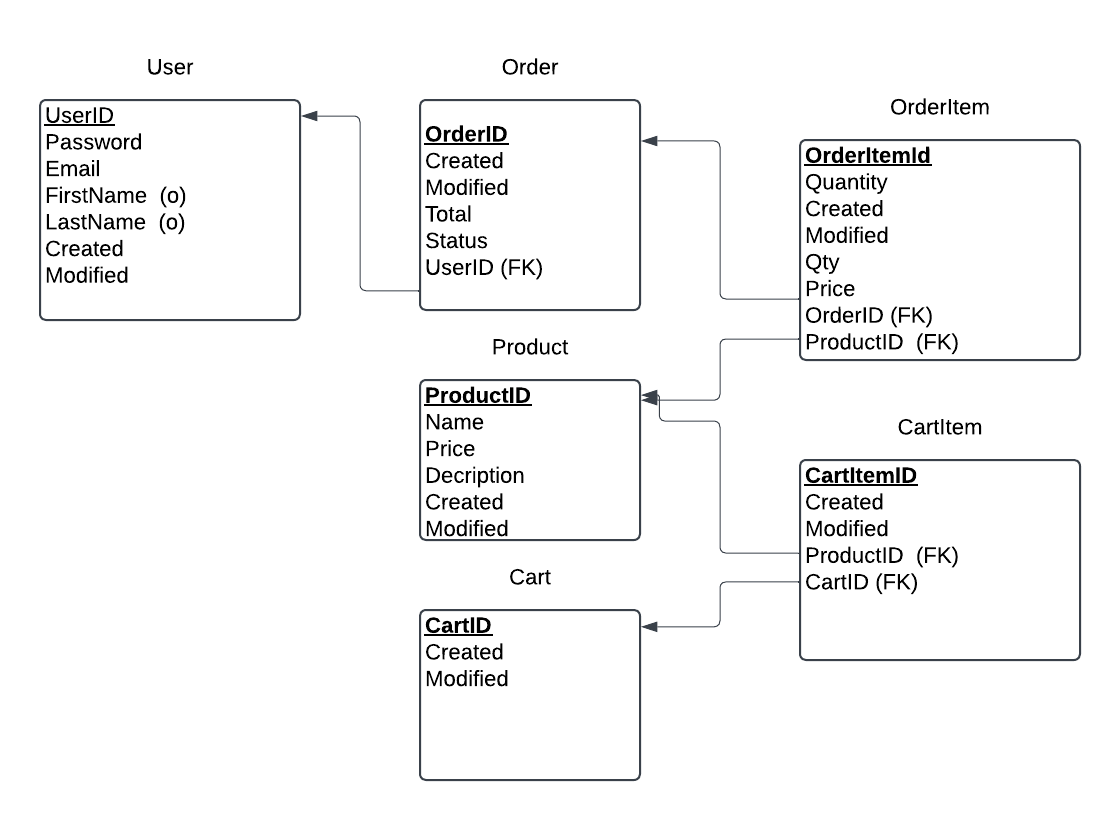 User
UserID
Password
Email
FirstName (o)
LastName (o)
Created
Modified
Order
OrderID
Created
Modified
Total
Status
UserID (FK)
OrderItem
OrderItemId
Quantity
Created
Modified
Qty
Price
OrderID (FK)
ProductID (FK)
Product
ProductID
Name
Price
Decription
Created
Modified
CartItem
CartItemID
Created
Modified
ProductID (FK)
CartID (FK)
Cart
CartID
Created
Modified